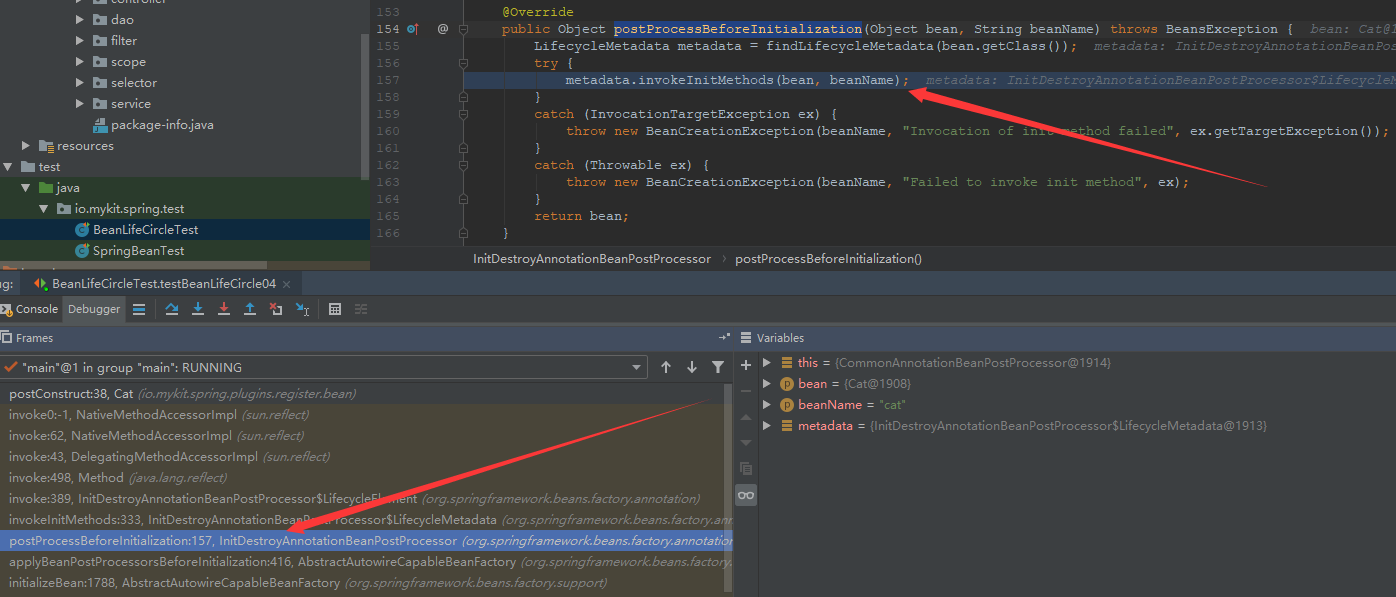 controller
dao
filter
scope
selector
service
package-info.java
resources
test
java
io.mykit.spring.test
BeanLifeCircleTest
SpringBeanTest
153 @Override
154 @ public Object postProcessBeforeInitialization(Object bean, String beanName) throws BeansException { bean: Cat@1
155 LifecycleMetadata metadata = findLifecycleMetadata(bean.getClass()); metadata: InitDestroyAnnotationBeanPos
156 try {
157 metadata.invokeInitMethods(bean, beanName); metadata: InitDestroyAnnotationBeanPostProcessor$LifecycleM
158 }
159 catch (InvocationTargetException ex) {
160 throw new BeanCreationException(beanName, "Invocation of init method failed", ex.getTargetException());
161 }
162 catch (Throwable ex) {
163 throw new BeanCreationException(beanName, "Failed to invoke init method", ex);
164 }
165 return bean;
166 }
InitDestroyAnnotationBeanPostProcessor › postProcessBeforeInitialization()
ug: BeanLifeCircleTest.testBeanLifeCircle04 ×
Console Debugger
Frames
"main"@1 in group "main": RUNNING
postConstruct:38, Cat (io.mykit.spring.plugins.register.bean)
invoke0:-1, NativeMethodAccessorImpl (sun.reflect)
invoke:62, NativeMethodAccessorImpl (sun.reflect)
invoke:43, DelegatingMethodAccessorImpl (sun.reflect)
invoke:498, Method (java.lang.reflect)
invoke:389, InitDestroyAnnotationBeanPostProcessor$LifecycleElement (org.springframework.beans.factory.annotation)
invokeInitMethods:333, InitDestroyAnnotationBeanPostProcessor$LifecycleMetadata (org.springframework.beans.factory.ann
postProcessBeforeInitialization:157, InitDestroyAnnotationBeanPostProcessor (org.springframework.beans.factory.annotation
applyBeanPostProcessorsBeforeInitialization:416, AbstractAutowireCapableBeanFactory (org.springframework.beans.factory.
initializeBean:1788, AbstractAutowireCapableBeanFactory (org.springframework.beans.factory.support)
Variables
this = {CommonAnnotationBeanPostProcessor@1914}
bean = {Cat@1908}
beanName = "cat"
metadata = {InitDestroyAnnotationBeanPostProcessor$LifecycleMetadata@1913}